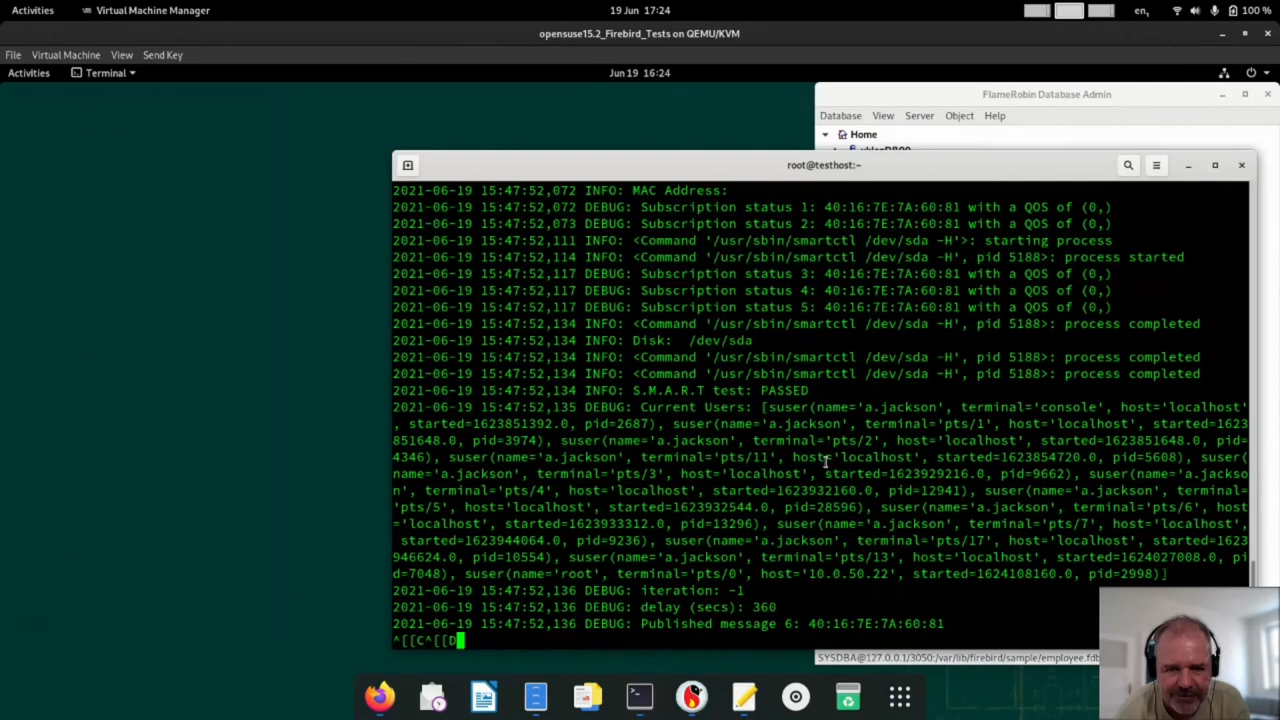 Activities Virtual Machine Manager 19 Jun 17:24 en, 100 %
opensuse15.2_Firebird_Tests on QEMU/KVM
File Virtual Machine View Send Key
Activities Terminal Jun 19 16:24
FlameRobin Database Admin
Database View Server Object Help
Home
root@testhost:~
2021-06-19 15:47:52,072 INFO: MAC Address:
2021-06-19 15:47:52,072 DEBUG: Subscription status 1: 40:16:7E:7A:60:81 with a QOS of (0,)
2021-06-19 15:47:52,073 DEBUG: Subscription status 2: 40:16:7E:7A:60:81 with a QOS of (0,)
2021-06-19 15:47:52,111 INFO: <Command '/usr/sbin/smartctl /dev/sda -H'>: starting process
2021-06-19 15:47:52,114 INFO: <Command '/usr/sbin/smartctl /dev/sda -H', pid 5188>: process started
2021-06-19 15:47:52,117 DEBUG: Subscription status 3: 40:16:7E:7A:60:81 with a QOS of (0,)
2021-06-19 15:47:52,117 DEBUG: Subscription status 4: 40:16:7E:7A:60:81 with a QOS of (0,)
2021-06-19 15:47:52,117 DEBUG: Subscription status 5: 40:16:7E:7A:60:81 with a QOS of (0,)
2021-06-19 15:47:52,134 INFO: <Command '/usr/sbin/smartctl /dev/sda -H', pid 5188>: process completed
2021-06-19 15:47:52,134 INFO: Disk:  /dev/sda
2021-06-19 15:47:52,134 INFO: <Command '/usr/sbin/smartctl /dev/sda -H', pid 5188>: process completed
2021-06-19 15:47:52,134 INFO: <Command '/usr/sbin/smartctl /dev/sda -H', pid 5188>: process completed
2021-06-19 15:47:52,134 INFO: S.M.A.R.T test: PASSED
2021-06-19 15:47:52,135 DEBUG: Current Users: [suser(name='a.jackson', terminal='console', host='localhost'
, started=1623851392.0, pid=2687), suser(name='a.jackson', terminal='pts/1', host='localhost', started=1623
851648.0, pid=3974), suser(name='a.jackson', terminal='pts/2', host='localhost', started=1623851648.0, pid=
4346), suser(name='a.jackson', terminal='pts/11', host='localhost', started=1623854720.0, pid=5608), suser(
name='a.jackson', terminal='pts/3', host='localhost', started=1623929216.0, pid=9662), suser(name='a.jackso
n', terminal='pts/4', host='localhost', started=1623932160.0, pid=12941), suser(name='a.jackson', terminal=
'pts/5', host='localhost', started=1623932544.0, pid=28596), suser(name='a.jackson', terminal='pts/6', host
='localhost', started=1623933312.0, pid=13296), suser(name='a.jackson', terminal='pts/7', host='localhost',
 started=1623944064.0, pid=9236), suser(name='a.jackson', terminal='pts/17', host='localhost', started=1623
946624.0, pid=10554), suser(name='a.jackson', terminal='pts/13', host='localhost', started=1624027008.0, pi
d=7048), suser(name='root', terminal='pts/0', host='10.0.50.22', started=1624108160.0, pid=2998)]
2021-06-19 15:47:52,136 DEBUG: iteration: -1
2021-06-19 15:47:52,136 DEBUG: delay (secs): 360
2021-06-19 15:47:52,136 DEBUG: Published message 6: 40:16:7E:7A:60:81
^[[C^[[D
SYSDBA@127.0.0.1/3050:/var/lib/firebird/sample/employee.fdb